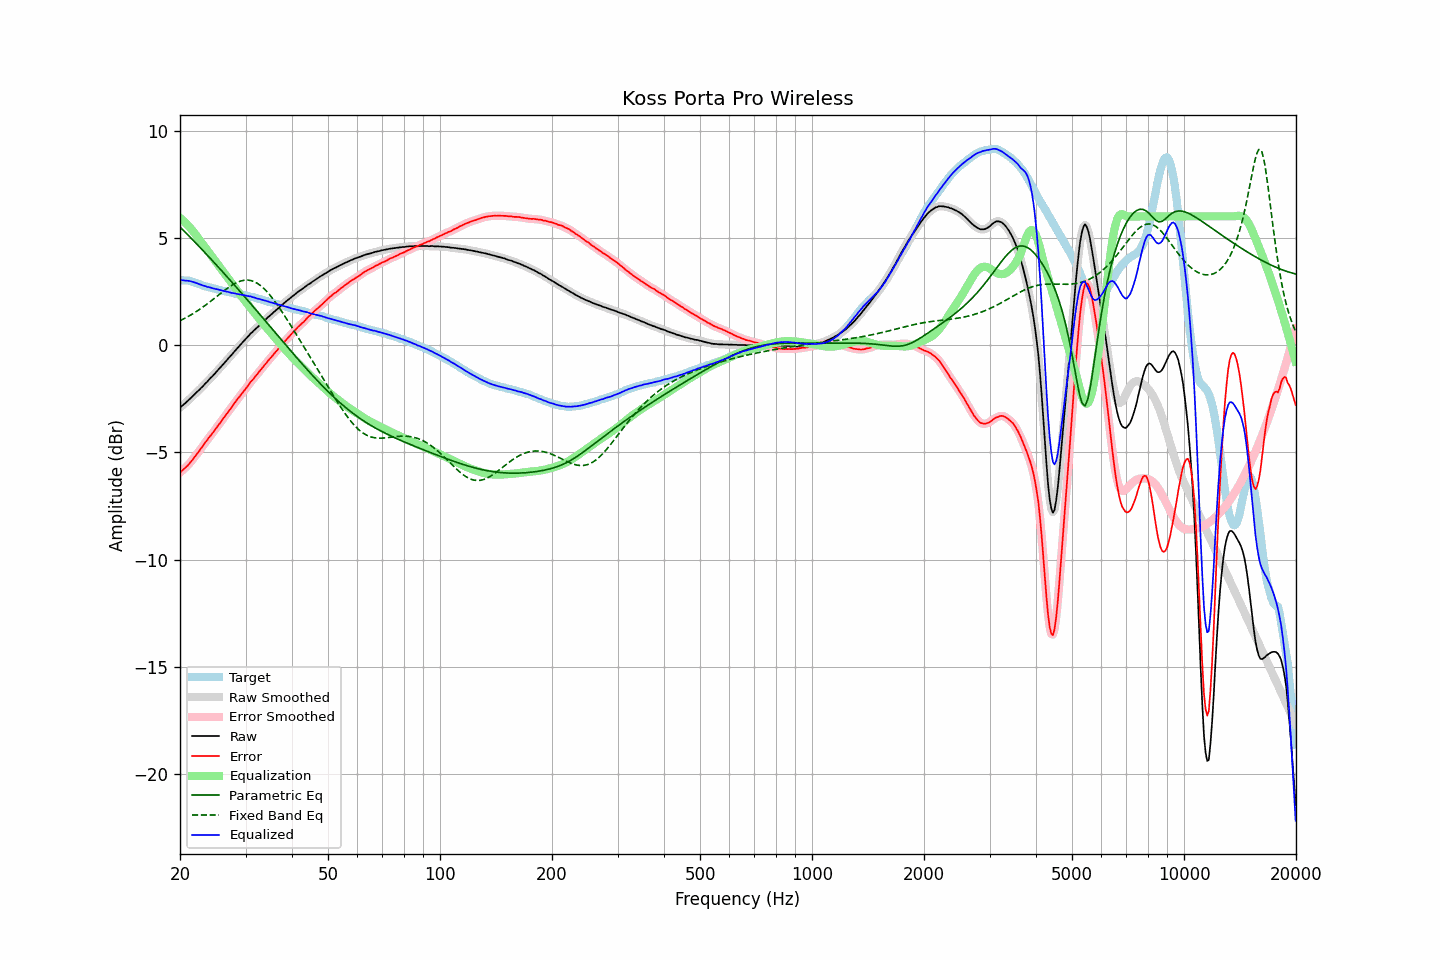 Koss Porta Pro Wireless
10
5
0
−5
−10
−15
−20
Amplitude (dBr)
Target
Raw Smoothed
Error Smoothed
Raw
Error
Equalization
Parametric Eq
Fixed Band Eq
Equalized
20 50 100 200 500 1000 2000 5000 10000 20000
Frequency (Hz)